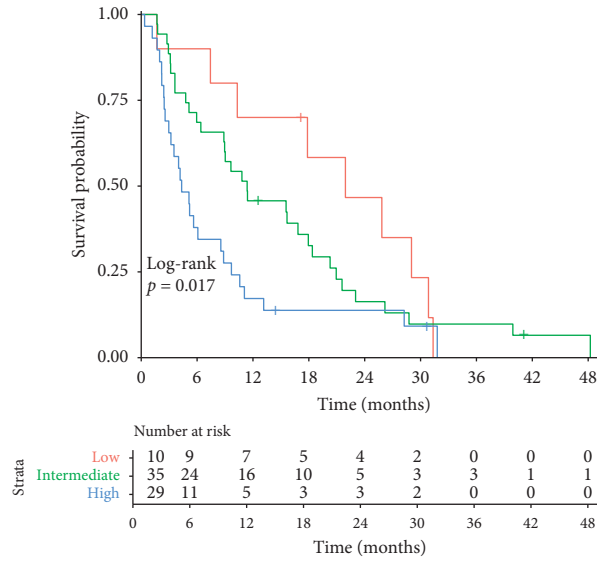 1.00
0.75
0.50
0.25
0.00
Survival probability
Log-rank
p = 0.017
0 6 12 18 24 30 36 42 48
Time (months)
Number at risk
Strata
Low 10 9 7 5 4 2 0 0 0
Intermediate 35 24 16 10 5 3 3 1 1
High 29 11 5 3 3 2 0 0 0
0 6 12 18 24 30 36 42 48
Time (months)